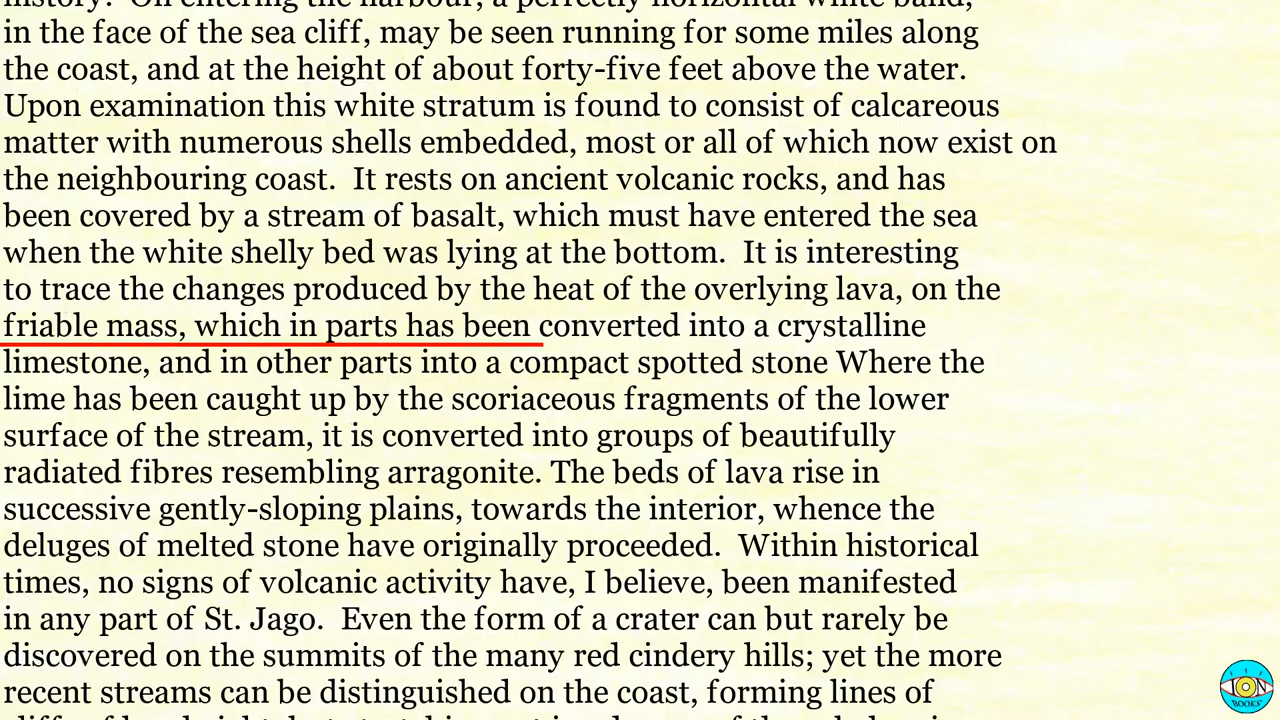 history. On entering the harbour, a perfectly horizontal white band,
in the face of the sea cliff, may be seen running for some miles along
the coast, and at the height of about forty-five feet above the water.
Upon examination this white stratum is found to consist of calcareous
matter with numerous shells embedded, most or all of which now exist on
the neighbouring coast.  It rests on ancient volcanic rocks, and has
been covered by a stream of basalt, which must have entered the sea
when the white shelly bed was lying at the bottom.  It is interesting
to trace the changes produced by the heat of the overlying lava, on the
friable mass, which in parts has been converted into a crystalline
limestone, and in other parts into a compact spotted stone Where the
lime has been caught up by the scoriaceous fragments of the lower
surface of the stream, it is converted into groups of beautifully
radiated fibres resembling arragonite. The beds of lava rise in
successive gently-sloping plains, towards the interior, whence the
deluges of melted stone have originally proceeded.  Within historical
times, no signs of volcanic activity have, I believe, been manifested
in any part of St. Jago.  Even the form of a crater can but rarely be
discovered on the summits of the many red cindery hills; yet the more
recent streams can be distinguished on the coast, forming lines of
ION
BOOKS